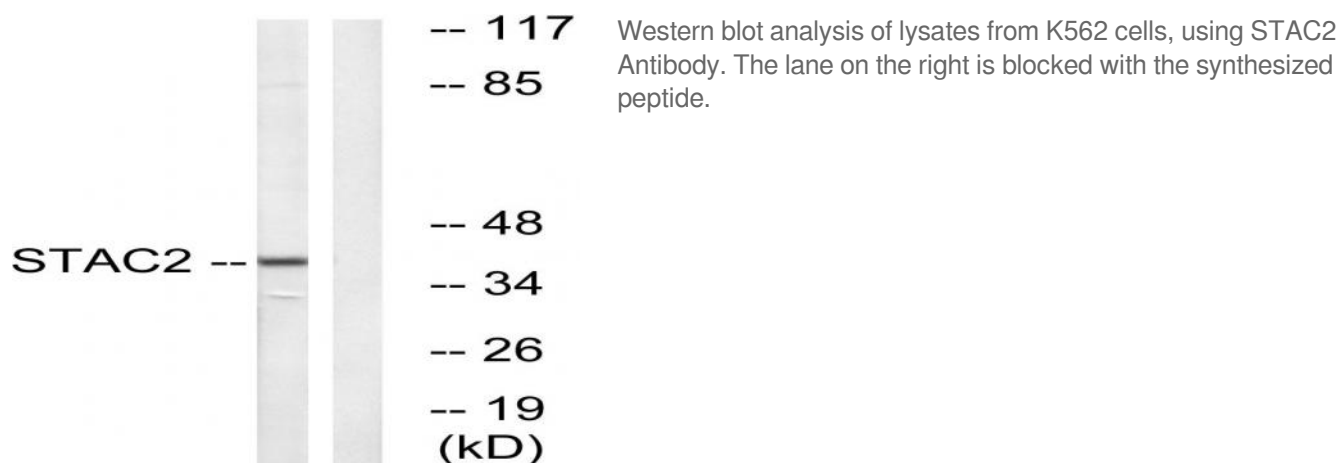 -- 117
-- 85
-- 48
STAC2 --
-- 34
-- 26
-- 19
(kD)
Western blot analysis of lysates from K562 cells, using STAC2
Antibody. The lane on the right is blocked with the synthesized
peptide.